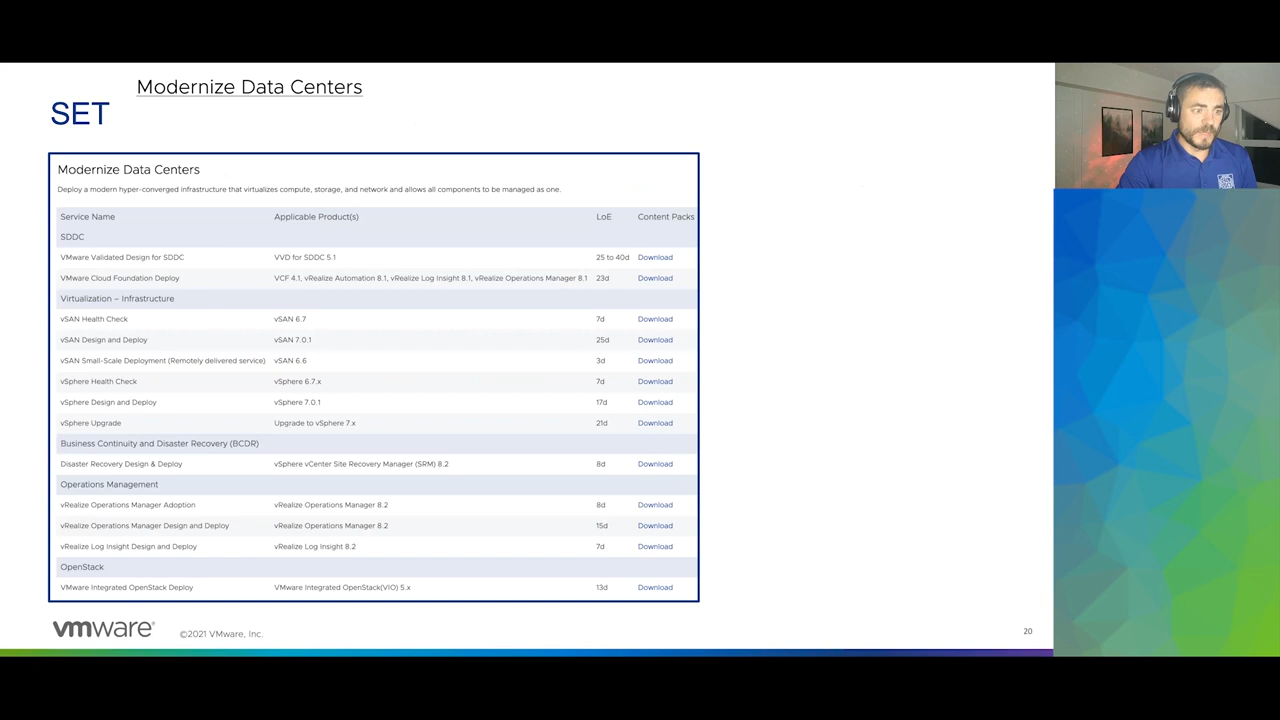 Modernize Data Centers
SET
Modernize Data Centers
Deploy a modern hyper-converged infrastructure that virtualizes compute, storage, and network and allows all components to be managed as one.
Service Name Applicable Product(s) LoE Content Packs
SDDC
VMware Validated Design for SDDC VVD for SDDC 5.1 25 to 40d Download
VMware Cloud Foundation Deploy VCF 4.1, vRealize Automation 8.1, vRealize Log Insight 8.1, vRealize Operations Manager 8.1 23d Download
Virtualization – Infrastructure
vSAN Health Check vSAN 6.7 7d Download
vSAN Design and Deploy vSAN 7.0.1 25d Download
vSAN Small-Scale Deployment (Remotely delivered service) vSAN 6.6 3d Download
vSphere Health Check vSphere 6.7.x 7d Download
vSphere Design and Deploy vSphere 7.0.1 17d Download
vSphere Upgrade Upgrade to vSphere 7.x 21d Download
Business Continuity and Disaster Recovery (BCDR)
Disaster Recovery Design & Deploy vSphere vCenter Site Recovery Manager (SRM) 8.2 8d Download
Operations Management
vRealize Operations Manager Adoption vRealize Operations Manager 8.2 8d Download
vRealize Operations Manager Design and Deploy vRealize Operations Manager 8.2 15d Download
vRealize Log Insight Design and Deploy vRealize Log Insight 8.2 7d Download
OpenStack
VMware Integrated OpenStack Deploy VMware Integrated OpenStack(VIO) 5.x 13d Download
vmware® ©2021 VMware, Inc. 20